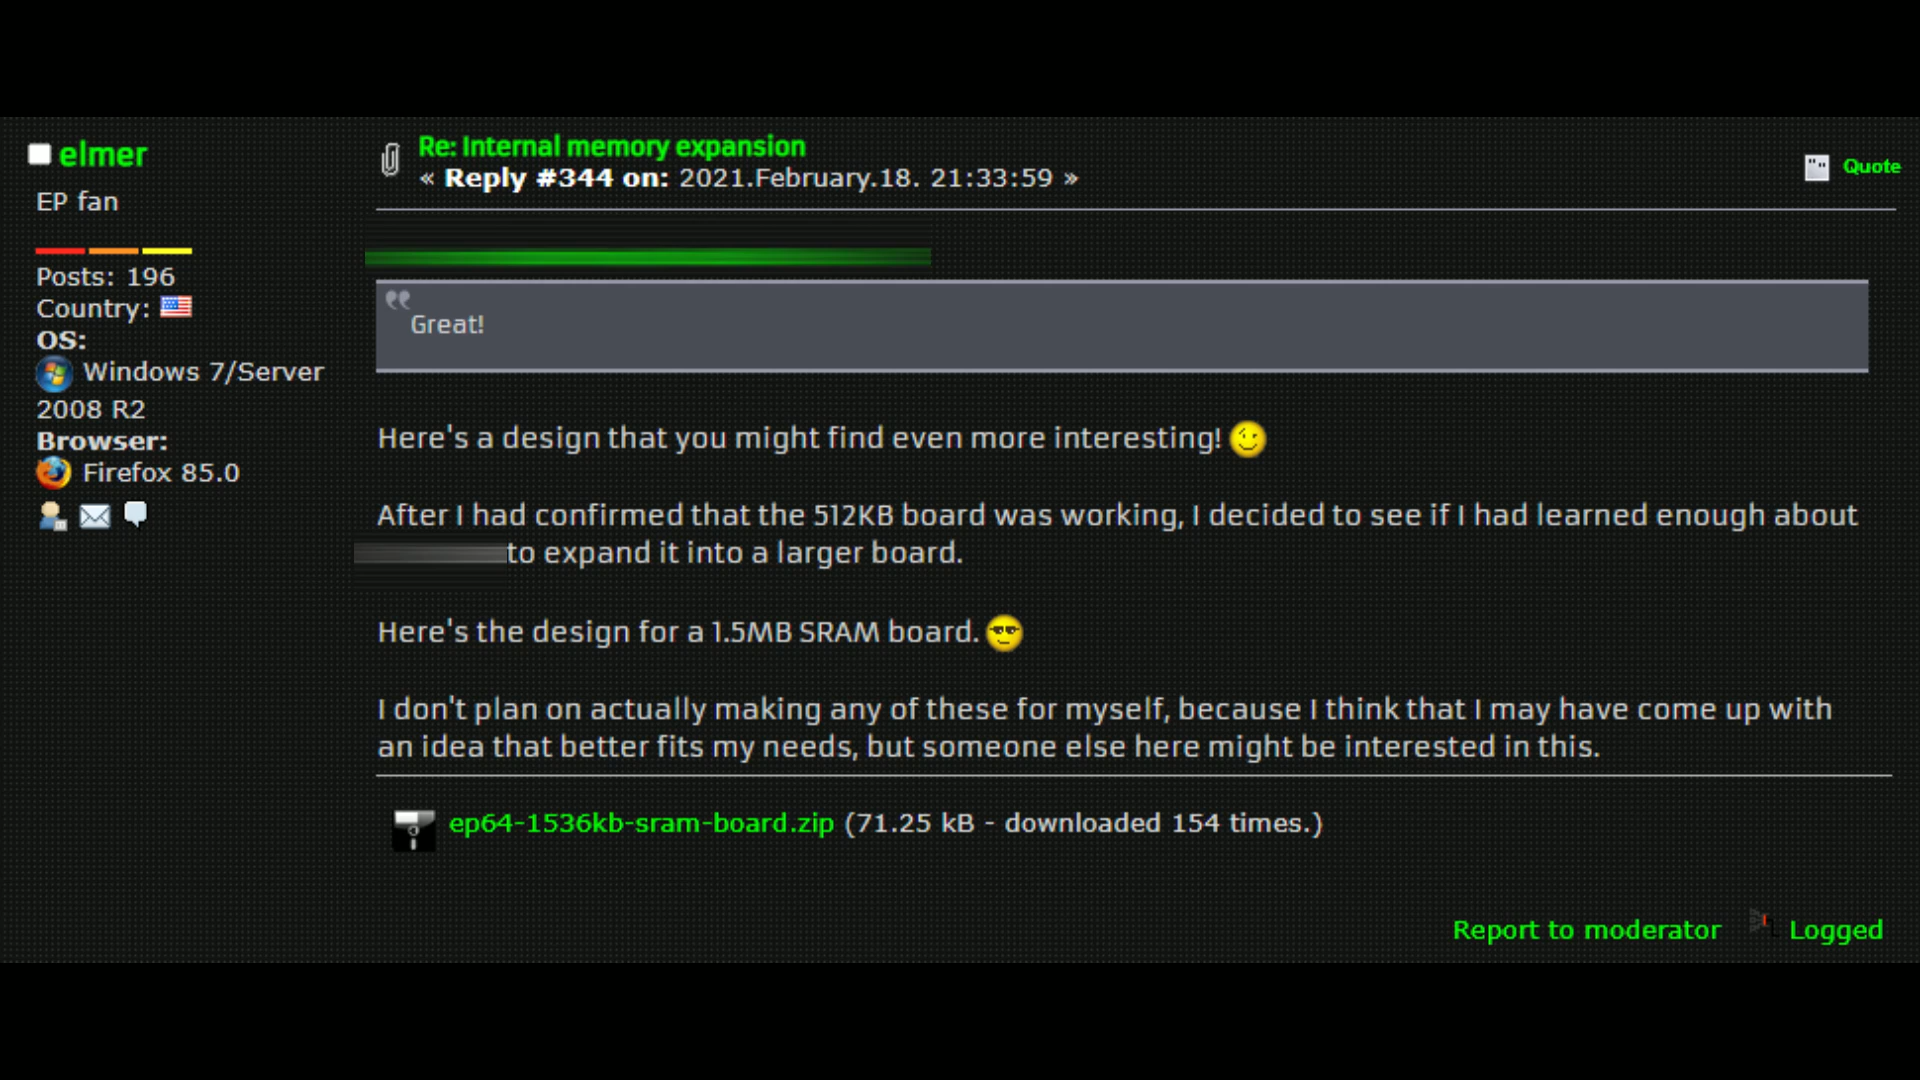 elmer
EP fan
Posts: 196
Country:
OS:
Windows 7/Server
2008 R2
Browser:
Firefox 85.0
Re: Internal memory expansion
« Reply #344 on: 2021.February.18. 21:33:59 »
Quote
Great!
Here's a design that you might find even more interesting!
After I had confirmed that the 512KB board was working, I decided to see if I had learned enough about
to expand it into a larger board.
Here's the design for a 1.5MB SRAM board.
I don't plan on actually making any of these for myself, because I think that I may have come up with
an idea that better fits my needs, but someone else here might be interested in this.
ep64-1536kb-sram-board.zip (71.25 kB - downloaded 154 times.)
Report to moderator Logged